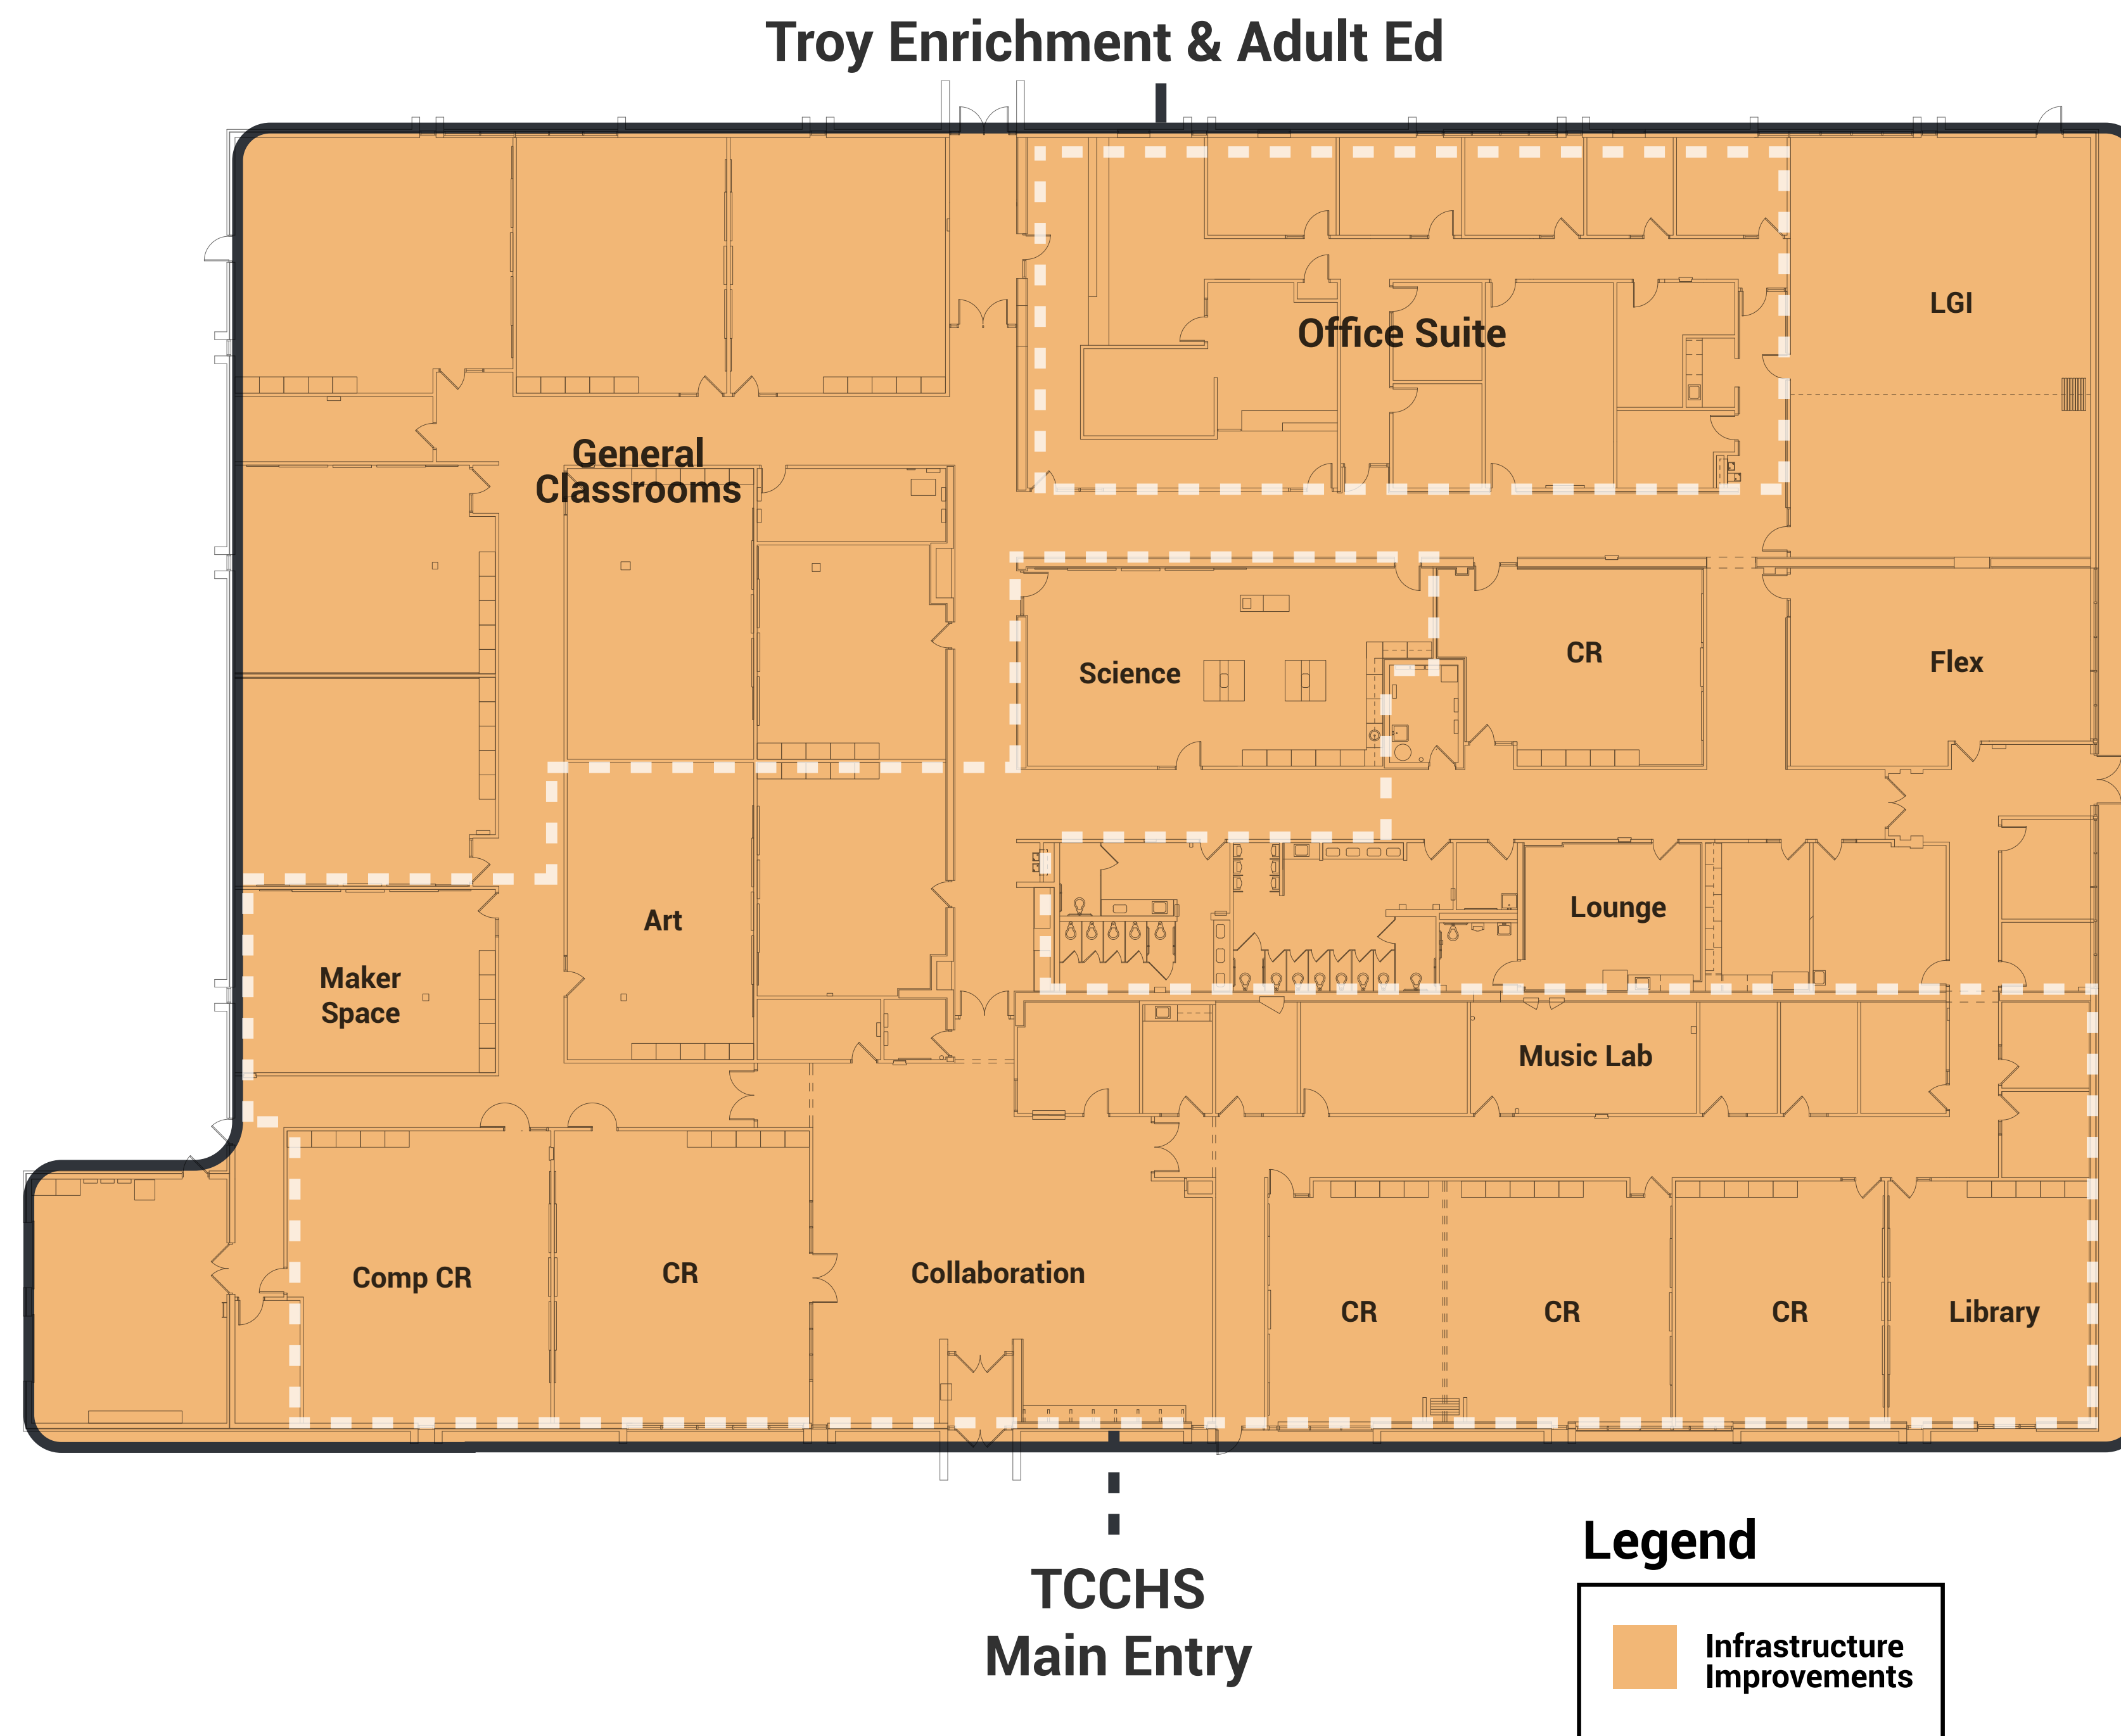 Troy Enrichment & Adult Ed
LGI
Office Suite
General
Classrooms
Science
CR
Flex
Art
Lounge
Maker
Space
Music Lab
Comp CR
CR
Collaboration
CR
CR
CR
Library
TCCHS
Main Entry
Legend
Infrastructure
Improvements